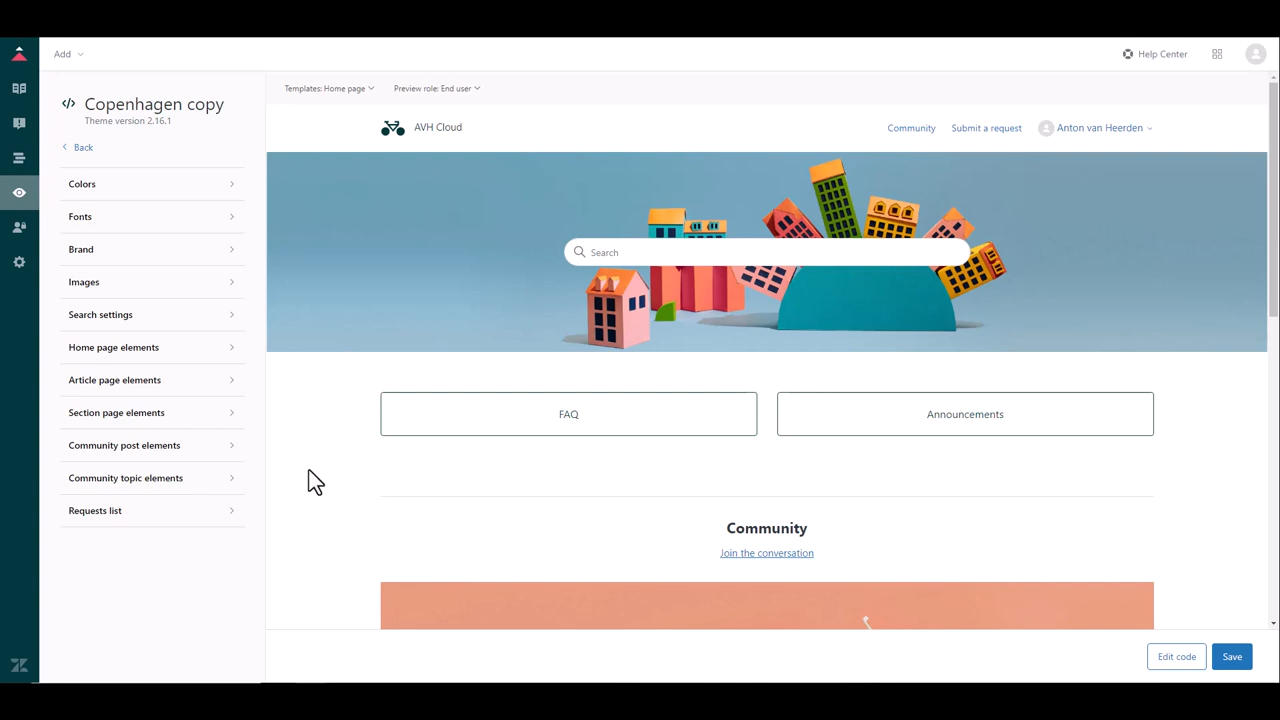 Add
Help Center
Copenhagen copy
Theme version 2.16.1
Back
Colors
Fonts
Brand
Images
Search settings
Home page elements
Article page elements
Section page elements
Community post elements
Community topic elements
Requests list
Templates: Home page
Preview role: End user
AVH Cloud
Community
Submit a request
Anton van Heerden
Search
FAQ
Announcements
Community
Join the conversation
Edit code
Save